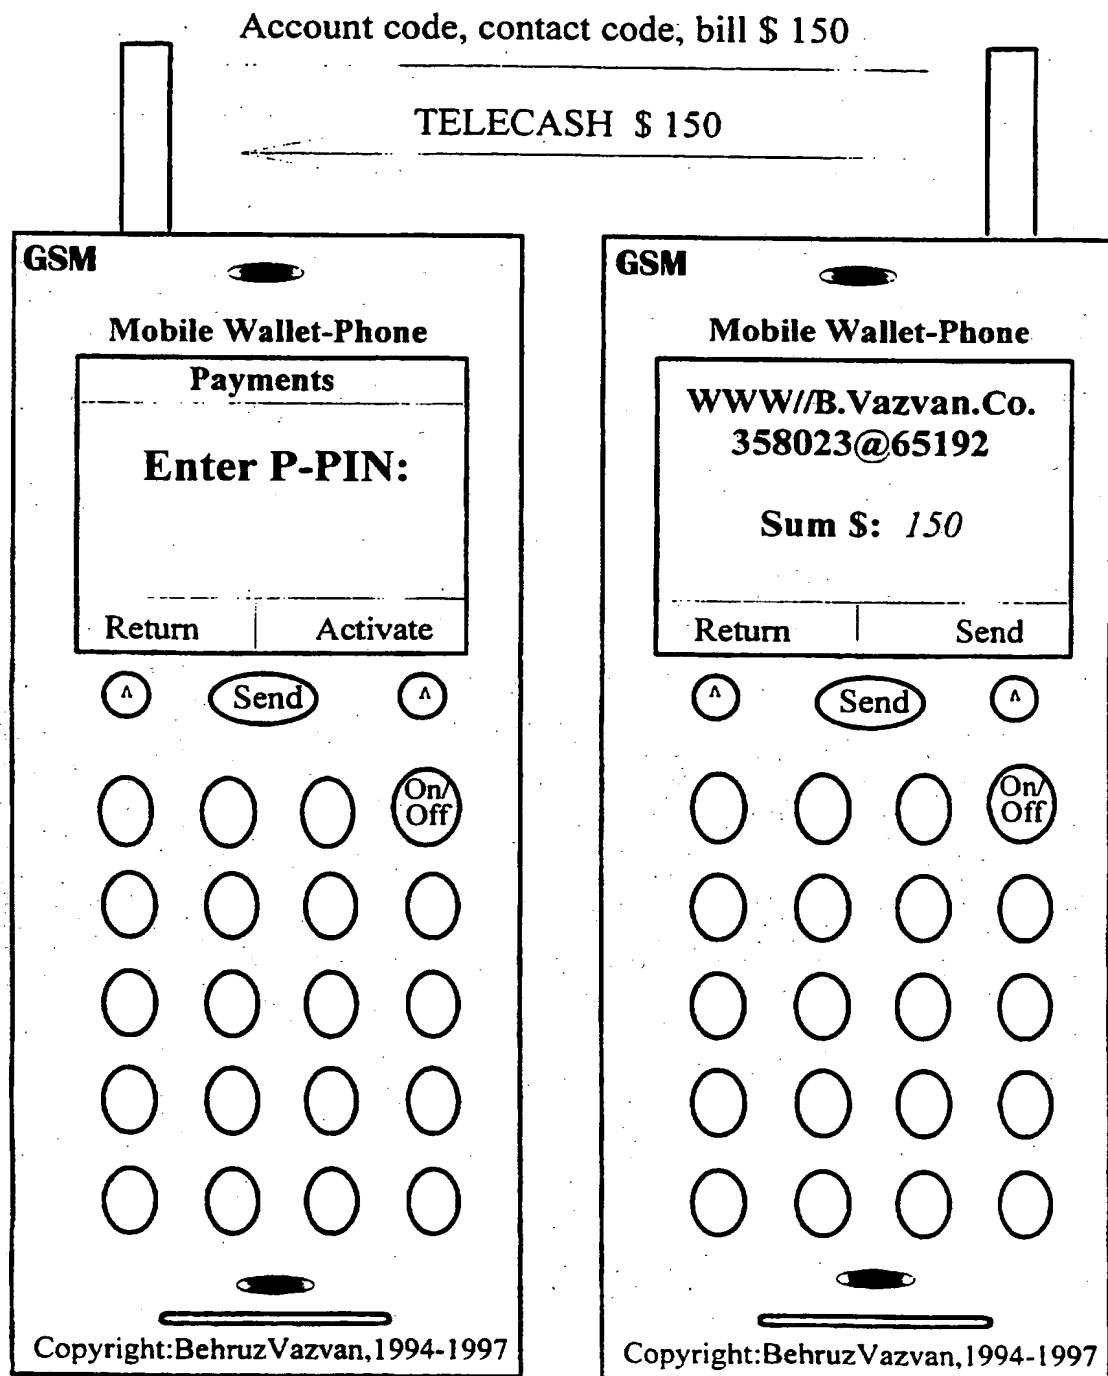 Account code, contact code, bill $ 150
TELECASH $ 150
GSM
Mobile Wallet-Phone
Payments
Enter P-PIN:
Return Activate
^ Send ^
On/
Off
Copyright:BehruzVazvan,1994-1997
GSM
Mobile Wallet-Phone
WWW//B.Vazvan.Co.
358023@65192
Sum $: 150
Return Send
^ Send ^
On/
Off
Copyright:BehruzVazvan,1994-1997